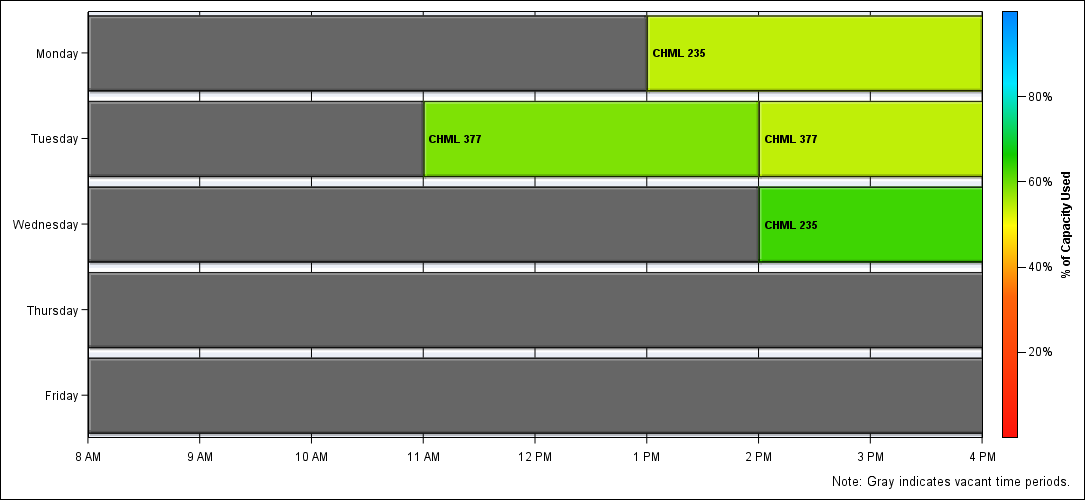 Monday
CHML 235
Tuesday
CHML 377
CHML 377
Wednesday
CHML 235
Thursday
Friday
8 AM
9 AM
10 AM
11 AM
12 PM
1 PM
2 PM
3 PM
4 PM
80%
60%
40%
20%
% of Capacity Used
Note: Gray indicates vacant time periods.